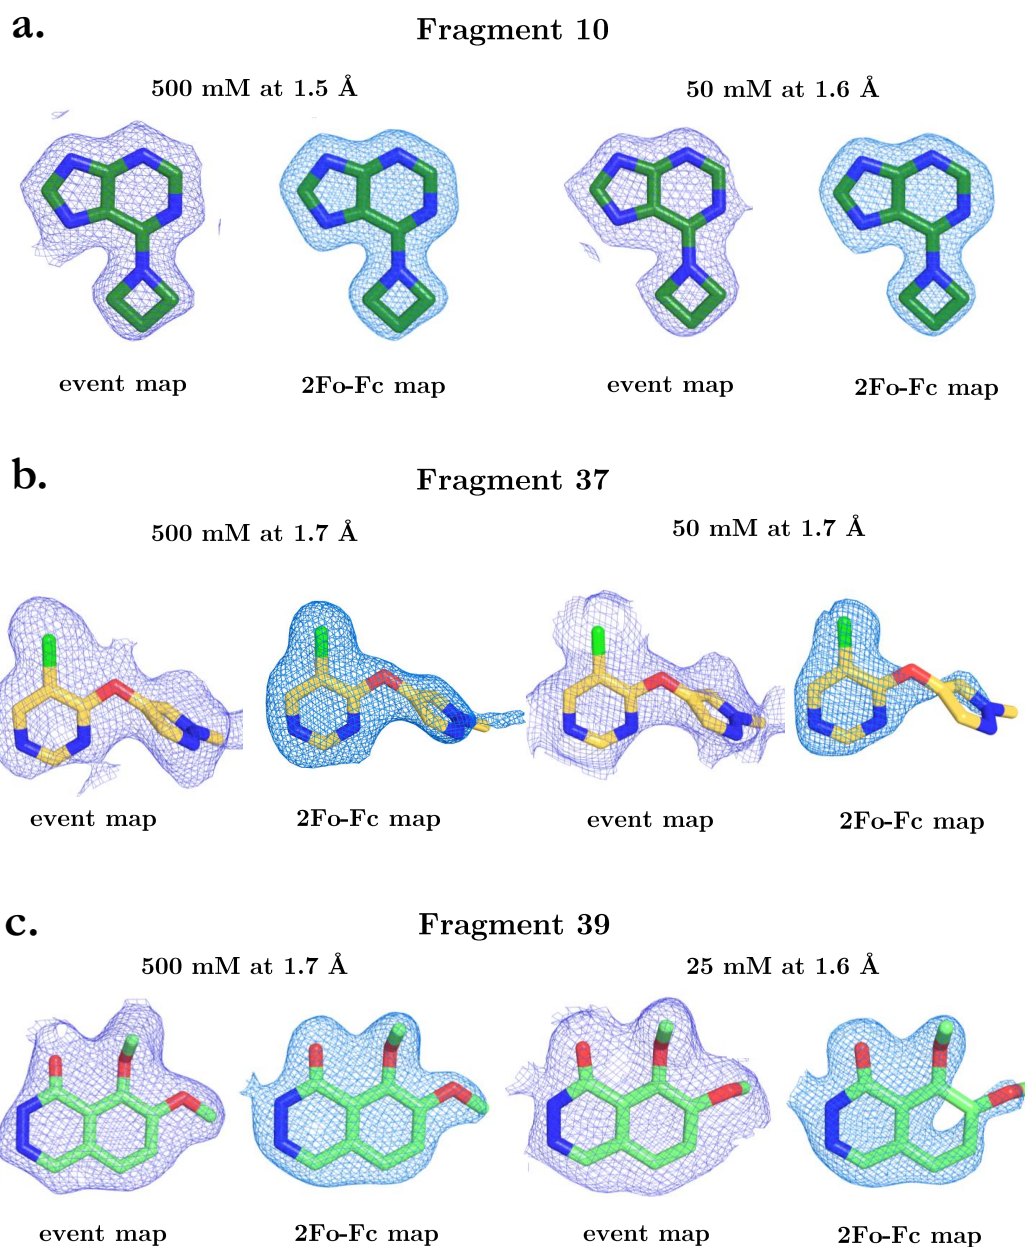 a.
Fragment 10
500 mM at 1.5 Å
50 mM at 1.6 Å
event map
2Fo-Fc map
event map
2Fo-Fc map
b.
Fragment 37
500 mM at 1.7 Å
50 mM at 1.7 Å
event map
2Fo-Fc map
event map
2Fo-Fc map
c.
Fragment 39
500 mM at 1.7 Å
25 mM at 1.6 Å
event map
2Fo-Fc map
event map
2Fo-Fc map